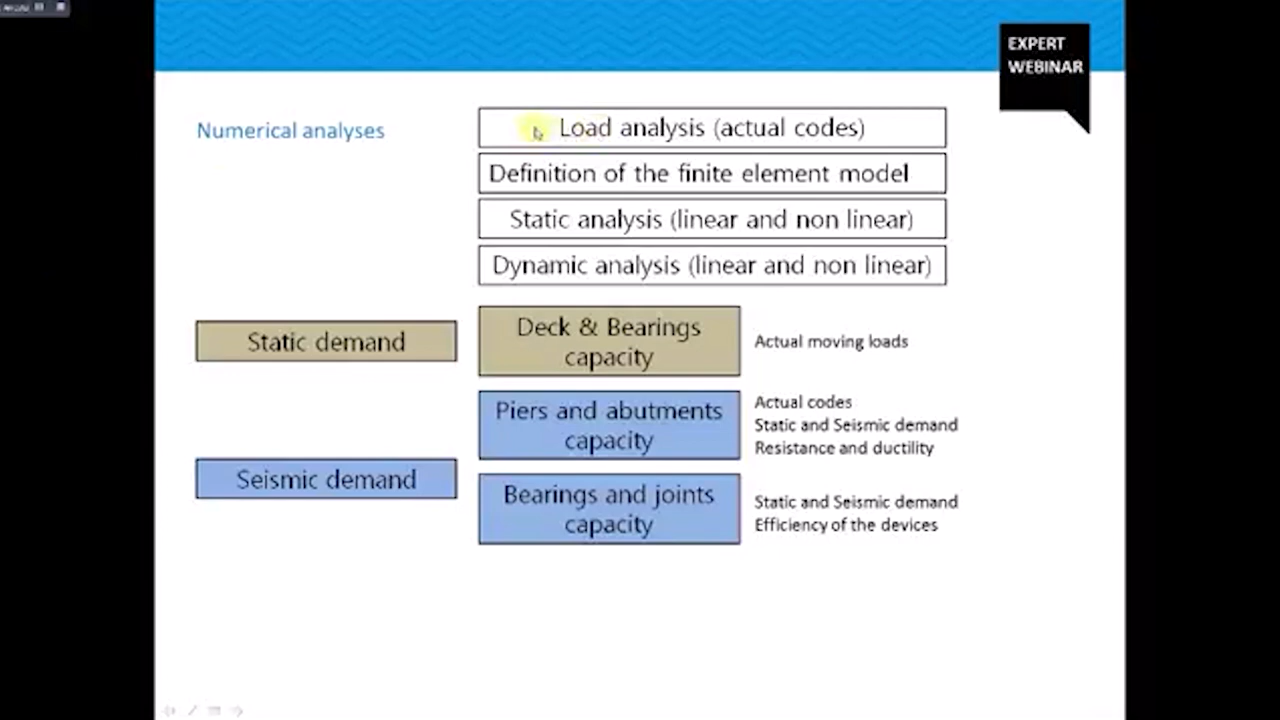 EXPERT
WEBINAR
Numerical analyses
Load analysis (actual codes)
Definition of the finite element model
Static analysis (linear and non linear)
Dynamic analysis (linear and non linear)
Static demand
Deck & Bearings
capacity
Actual moving loads
Piers and abutments
capacity
Actual codes
Static and Seismic demand
Resistance and ductility
Seismic demand
Bearings and joints
capacity
Static and Seismic demand
Efficiency of the devices